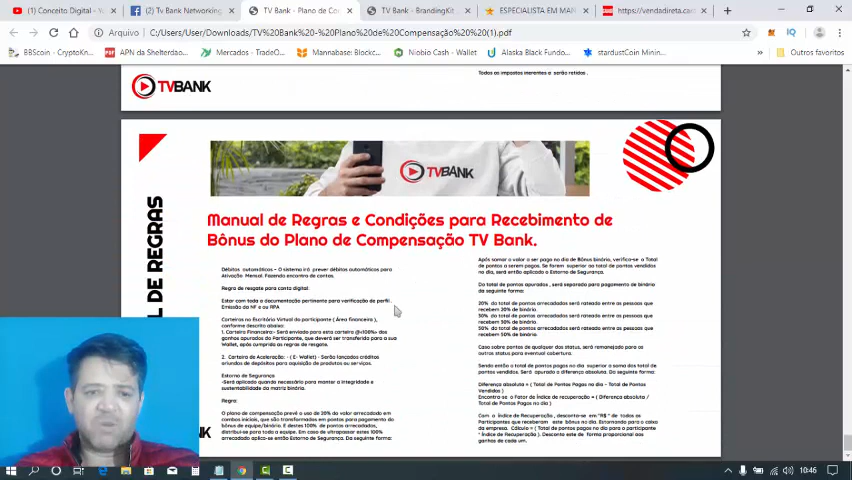 (1) Conceito Digital - W
(2) Tv Bank Networking
TV Bank - Plano de Co
TV Bank - BrandingKit
ESPECIALISTA EM MAR
https://vendadireta.car
Arquivo
C:/Users/User/Downloads/TV%20Bank%20-%20Plano%20de%20Compensação%20%20(1).pdf
BBScoin - CryptoKn...
APN da Shelterdao...
Mercados - TradeO...
Mannabase: Blockc...
Niobio Cash - Wallet
Alaska Blue Fundo...
stardustCoin Minin...
Outros favoritos
Todos os impostos inerentes a serão retidos .
TVBANK
TVBANK
L DE REGRAS
Manual de Regras e Condições para Recebimento de
Bônus do Plano de Compensação TV Bank.
Débitos automáticos - O sistema irá prever débitos automáticos para
Ativação Mensal. Fazendo encontro de contas.
Regra de resgate para conta digital:
Estar com toda a documentação pertinente para verificação de perfil .
Emissão da NF e ou RPA
Carteiras no Escritório Virtual do participante ( Área financeira ),
conforme descrito abaixo:
1. Carteira Financeira:- Será enviado para esta carteira @<100%> dos
ganhos apurados do Participante, que deverá ser transferida para a sua
Wallet, após cumprida as regras de resgate.
2. Carteira de Aceleração: - ( E- Wallet) - Serão lançados créditos
oriundos de depósitos para aquisição de produtos ou serviços.
Estorno de Segurança
-Será aplicado quando necessário para manter a integridade e
sustentabilidade da matriz binária.
Regra:
O plano de compensação prevê o uso de 20% do valor arrecadado em
combos iniciais, que são transformados em pontos para pagamento do
bônus de equipe/binário. E destes 100% de pontos arrecadados,
distribui-se para toda a equipe. Em caso de ultrapassar estes 100%
arrecadado aplica-se então Estorno de Segurança. Da seguinte forma:
Após somar o valor a ser pago no dia de Bônus binário, verifica-se o Total
de pontos a serem pagos. Se forem superior ao total de pontos vendidos
no dia, será então aplicado o Estorno de Segurança.
Do total de pontos apurados , será separado para pagamento de binário
da seguinte forma:
20% do total de pontos arrecadados será rateado entre as pessoas que
recebem 20% de binário.
30% do total de pontos arrecadados será rateado entre as pessoas que
recebem 30% de binário.
50% do total de pontos arrecadados será rateado entre as pessoas que
recebem 50% de binário.
Caso sobre pontos de qualquer dos status, será remanejado para os
outros status para eventual cobertura.
Sendo então o total de pontos pagos no dia superior a soma dos total de
pontos vendidos. Será apurado a diferença absoluta. Da seguinte forma:
Diferença absoluta = ( Total de Pontos Pagos no dia - Total de Pontos
Vendidos )
Encontra-se o Fator de Índice de recuperação = ( Diferença absoluta /
Total de Pontos Pagos no dia )
Com o Índice de Recuperação , desconta-se em "R$ " de todos os
Participantes que receberam este bônus no dia. Estornando para o caixa
da empresa. Cálculo = ( Total de pontos pagos no dia para o participante
* Índice de Recuperação ). Desconto este de forma proporcional aos
ganhos de cada um.
NK
10:46